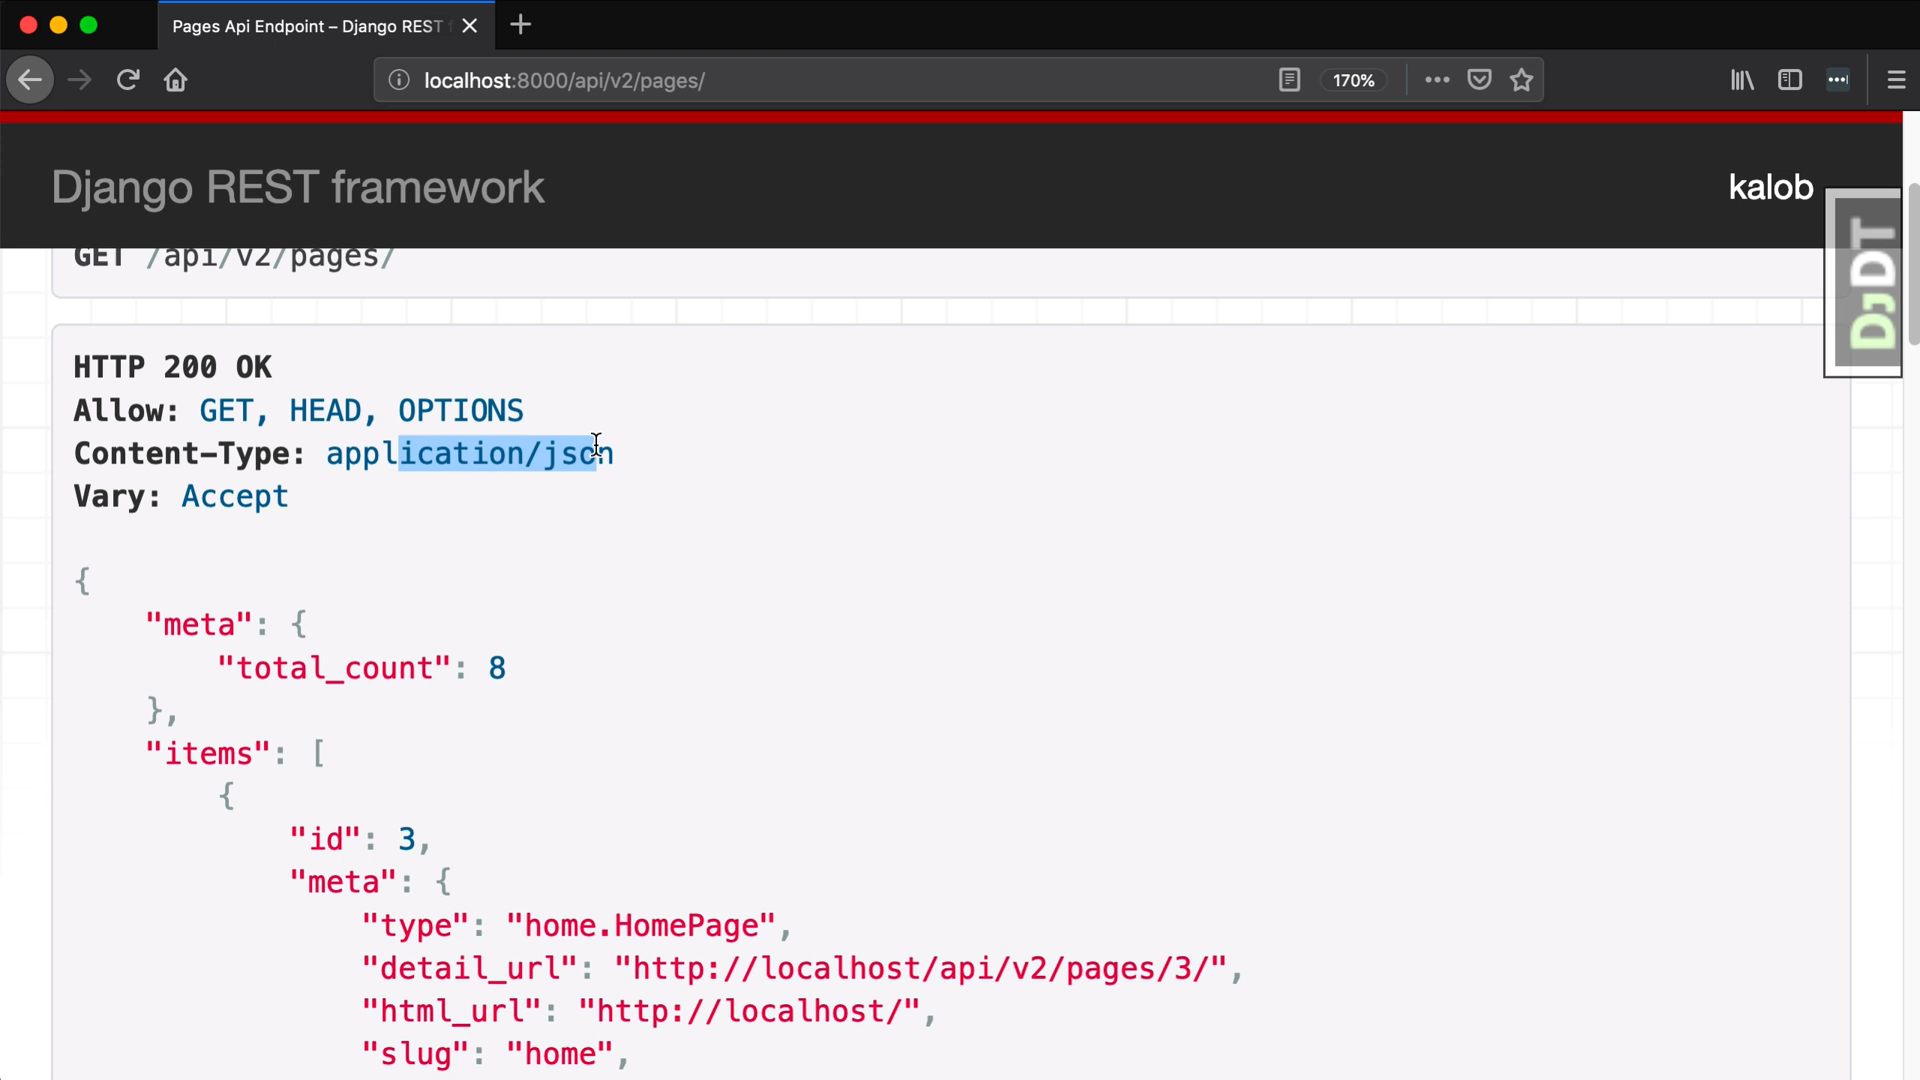 Pages Api Endpoint – Django REST f
localhost:8000/api/v2/pages/
170%
Django REST framework
kalob
DJDT
GET /api/v2/pages/
HTTP 200 OK
Allow: GET, HEAD, OPTIONS
Content-Type: application/json
Vary: Accept
{
"meta": {
"total_count": 8
},
"items": [
{
"id": 3,
"meta": {
"type": "home.HomePage",
"detail_url": "http://localhost/api/v2/pages/3/",
"html_url": "http://localhost/",
"slug": "home",